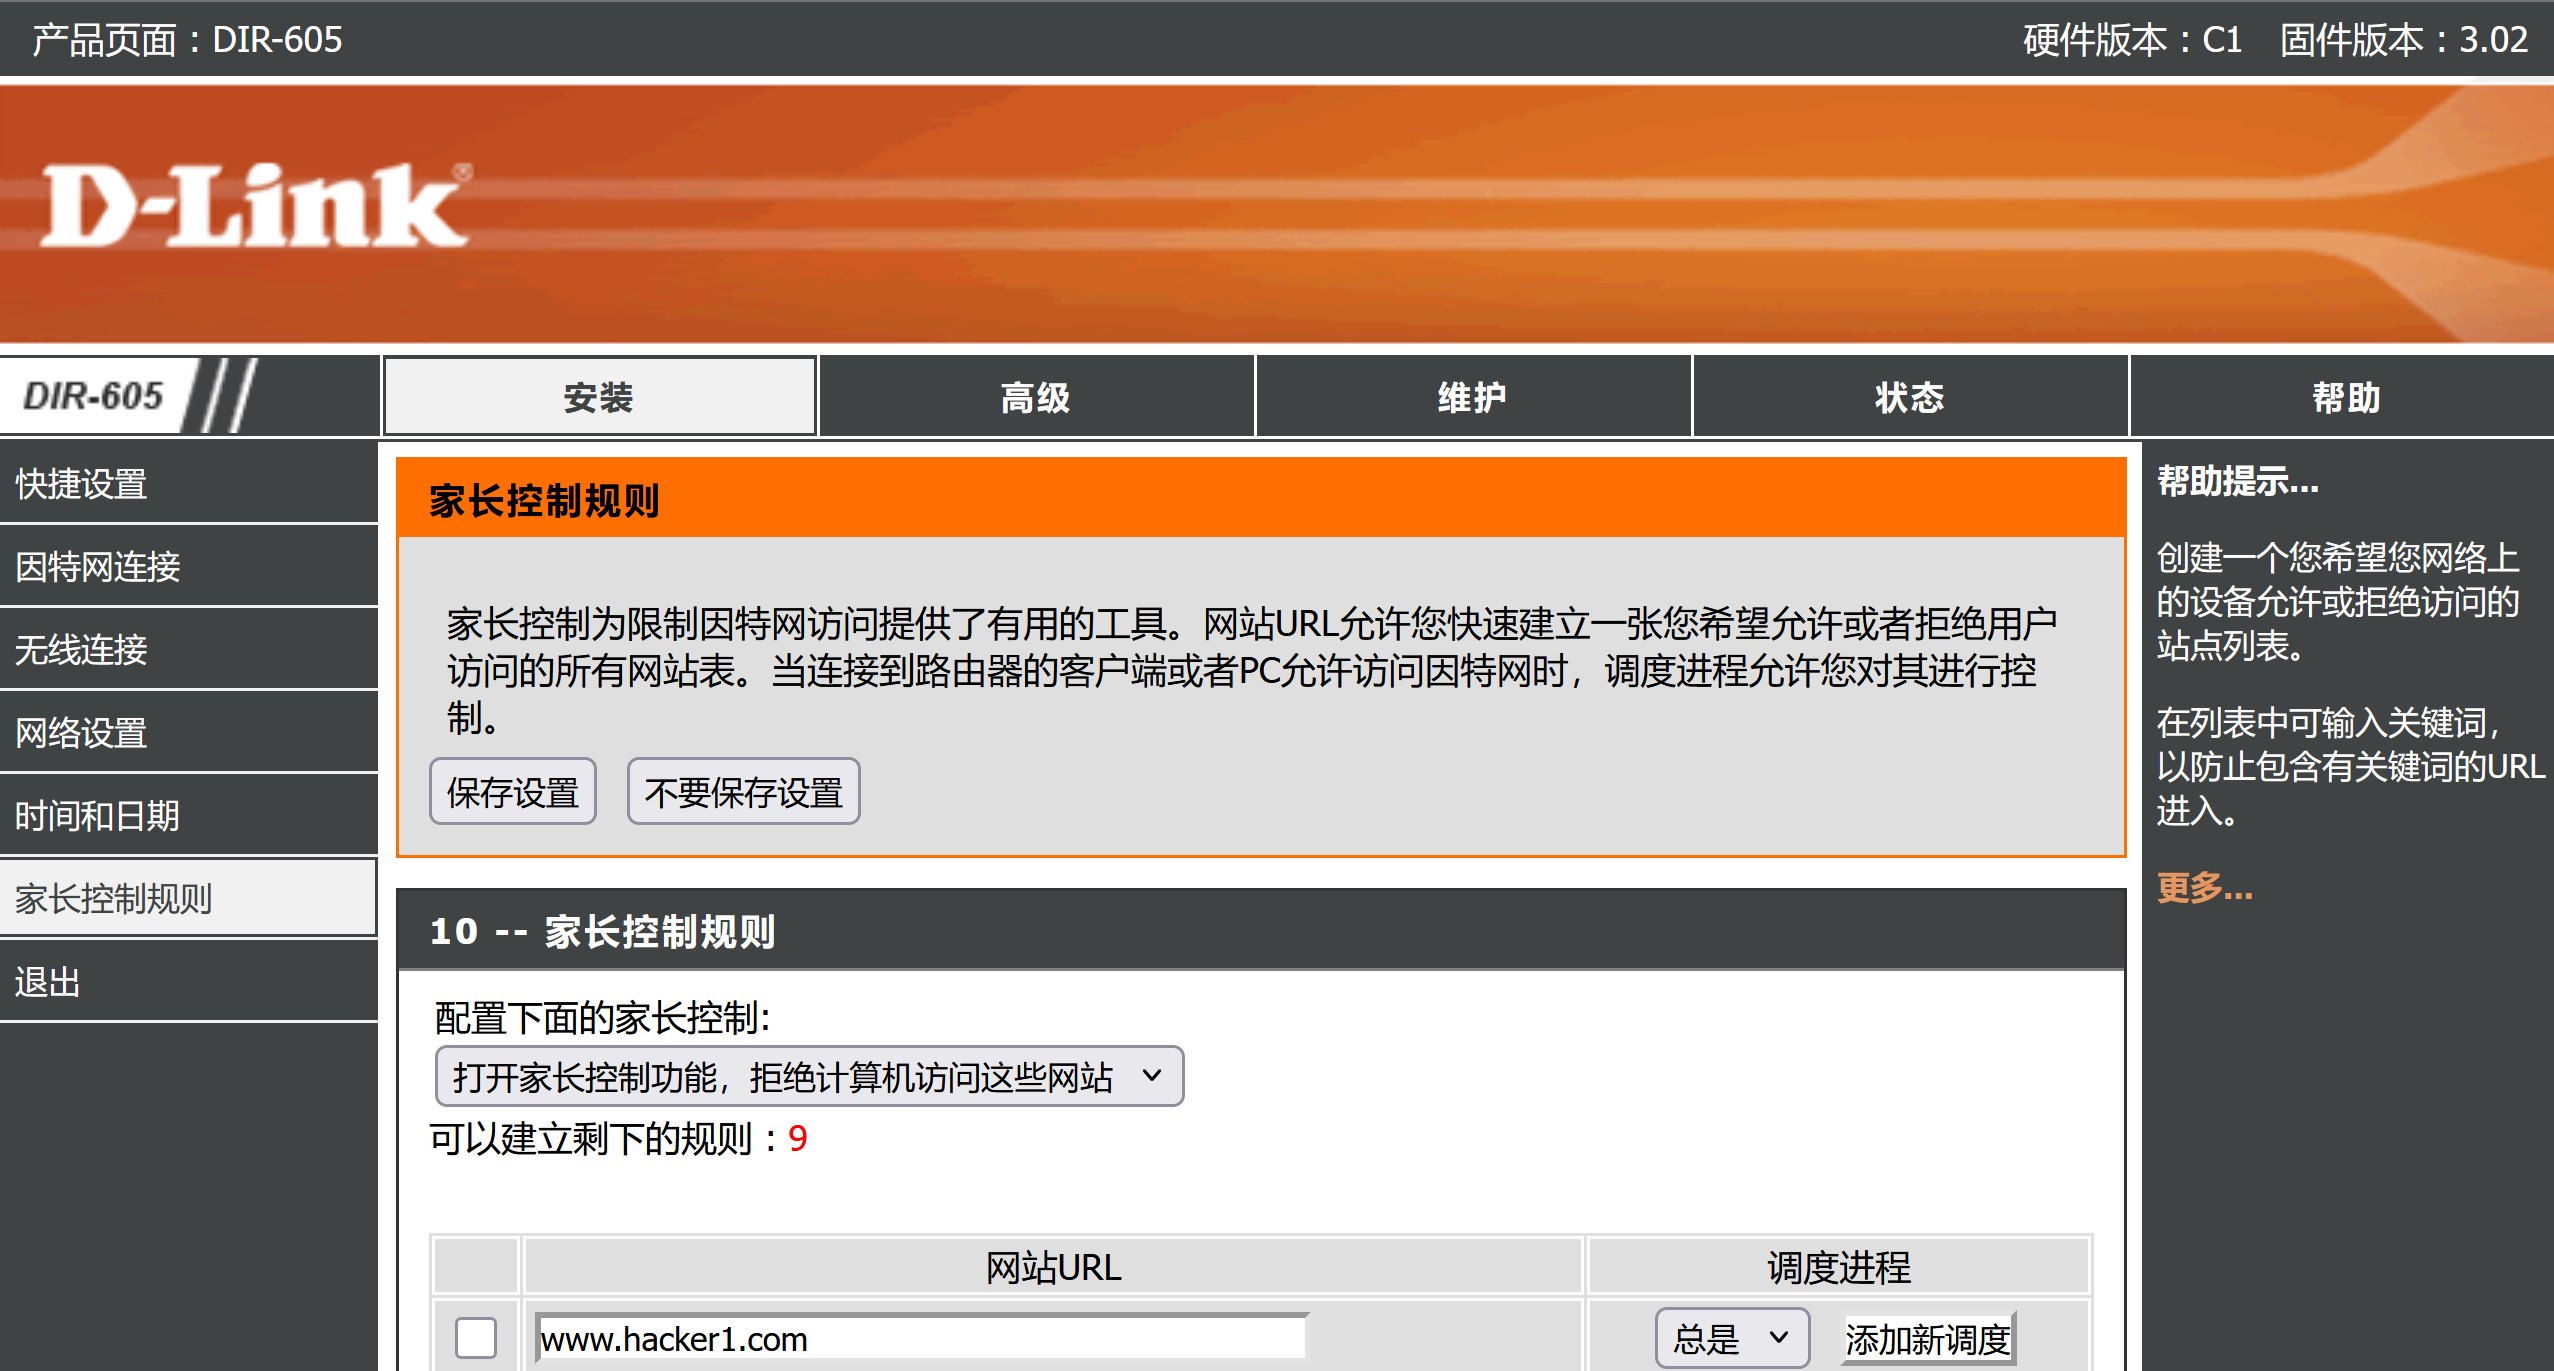 产品页面：DIR-605
硬件版本：C1 固件版本：3.02
D-Link®
DIR-605
安装
高级
维护
状态
帮助
快捷设置
因特网连接
无线连接
网络设置
时间和日期
家长控制规则
退出
家长控制规则
家长控制为限制因特网访问提供了有用的工具。网站URL允许您快速建立一张您希望允许或者拒绝用户
访问的所有网站表。当连接到路由器的客户端或者PC允许访问因特网时，调度进程允许您对其进行控
制。
保存设置
不要保存设置
10 -- 家长控制规则
配置下面的家长控制:
打开家长控制功能，拒绝计算机访问这些网站
可以建立剩下的规则：9
网站URL
调度进程
www.hacker1.com
总是
添加新调度
帮助提示...
创建一个您希望您网络上
的设备允许或拒绝访问的
站点列表。
在列表中可输入关键词，
以防止包含有关键词的URL
进入。
更多...